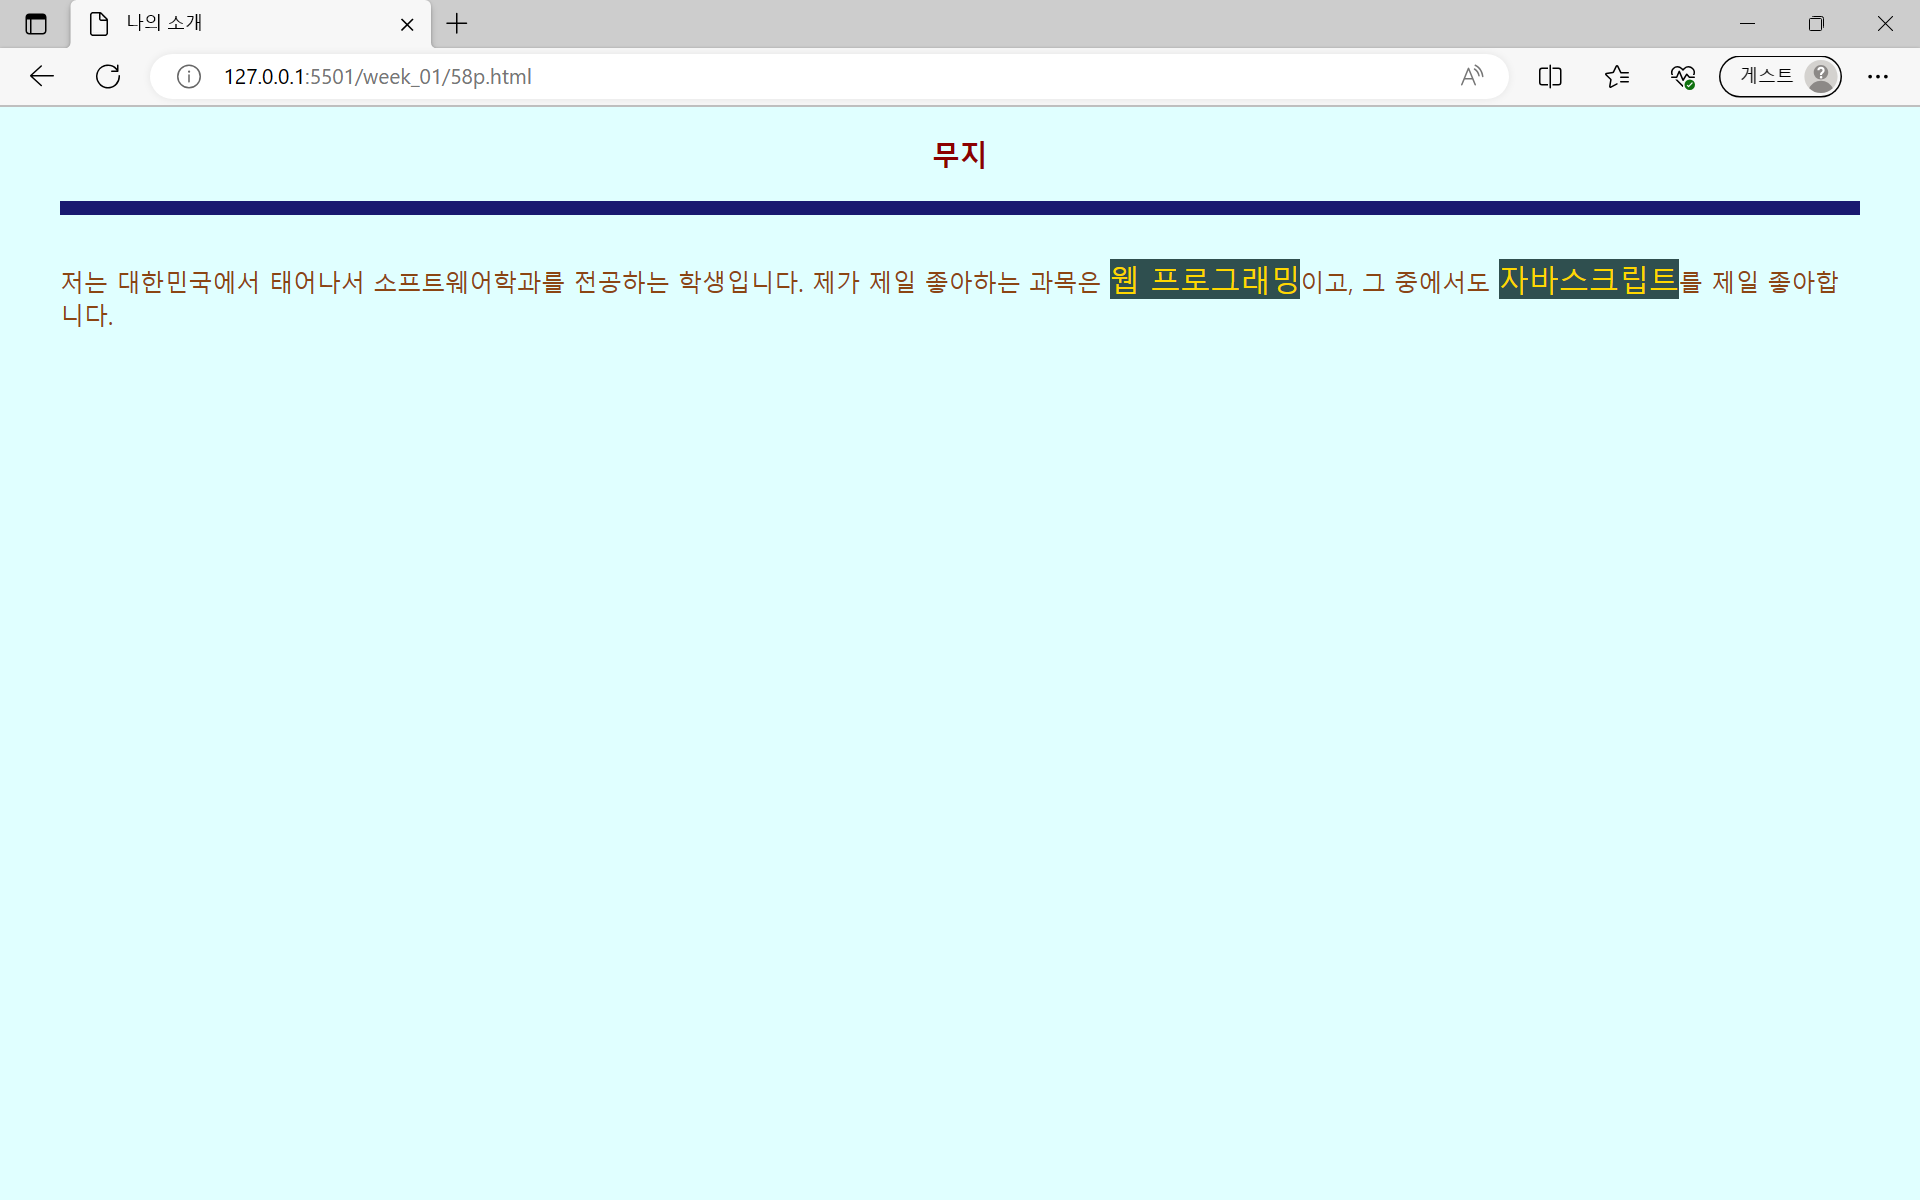 나의 소개
127.0.0.1:5501/week_01/58p.html
게스트
무지
저는 대한민국에서 태어나서 소프트웨어학과를 전공하는 학생입니다. 제가 제일 좋아하는 과목은 웹 프로그래밍이고, 그 중에서도 자바스크립트를 제일 좋아합
니다.